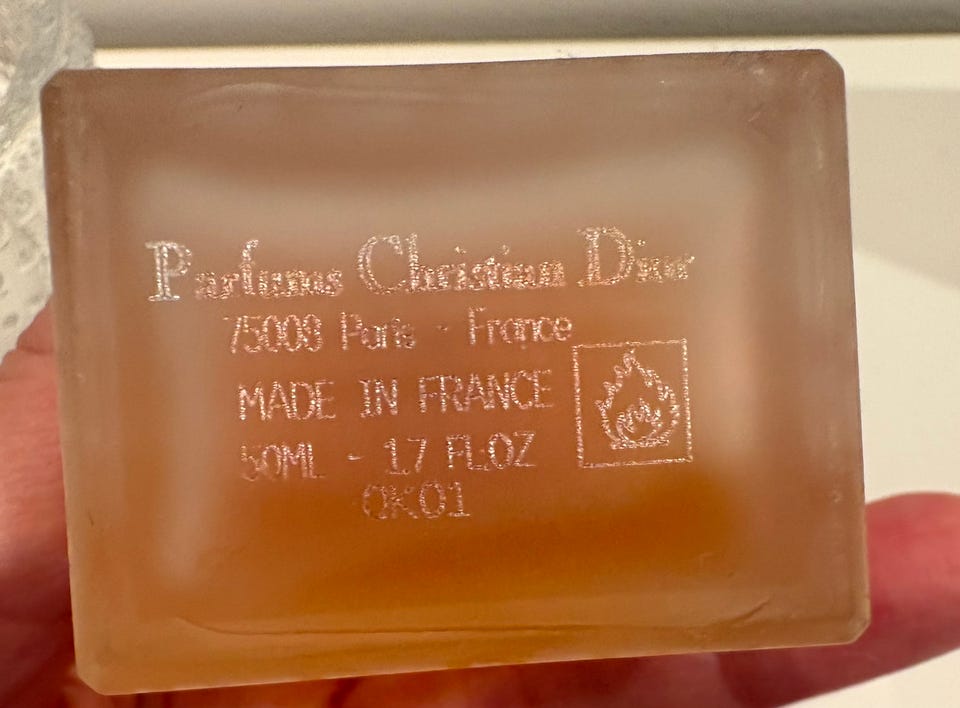 Parfums Christian Dior
75008 Paris - France
MADE IN FRANCE
50ML - 1.7 FL.OZ
0K01